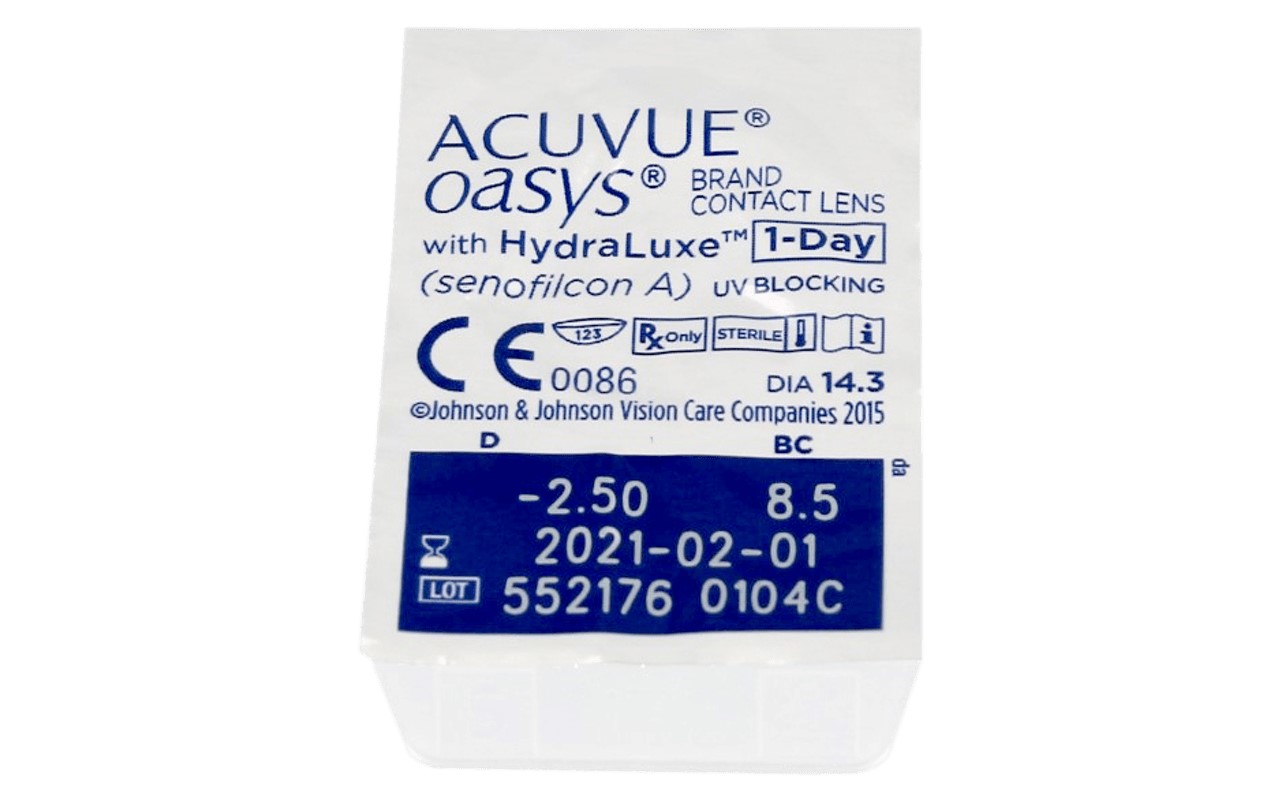 ACUVUE®
oasys® BRAND
CONTACT LENS
with HydraLuxe™ 1-Day
(senofilcon A) UV BLOCKING
CE 0086 123 Rx Only STERILE i
DIA 14.3
©Johnson & Johnson Vision Care Companies 2015
D BC
da
-2.50 8.5
2021-02-01
LOT 552176 0104C